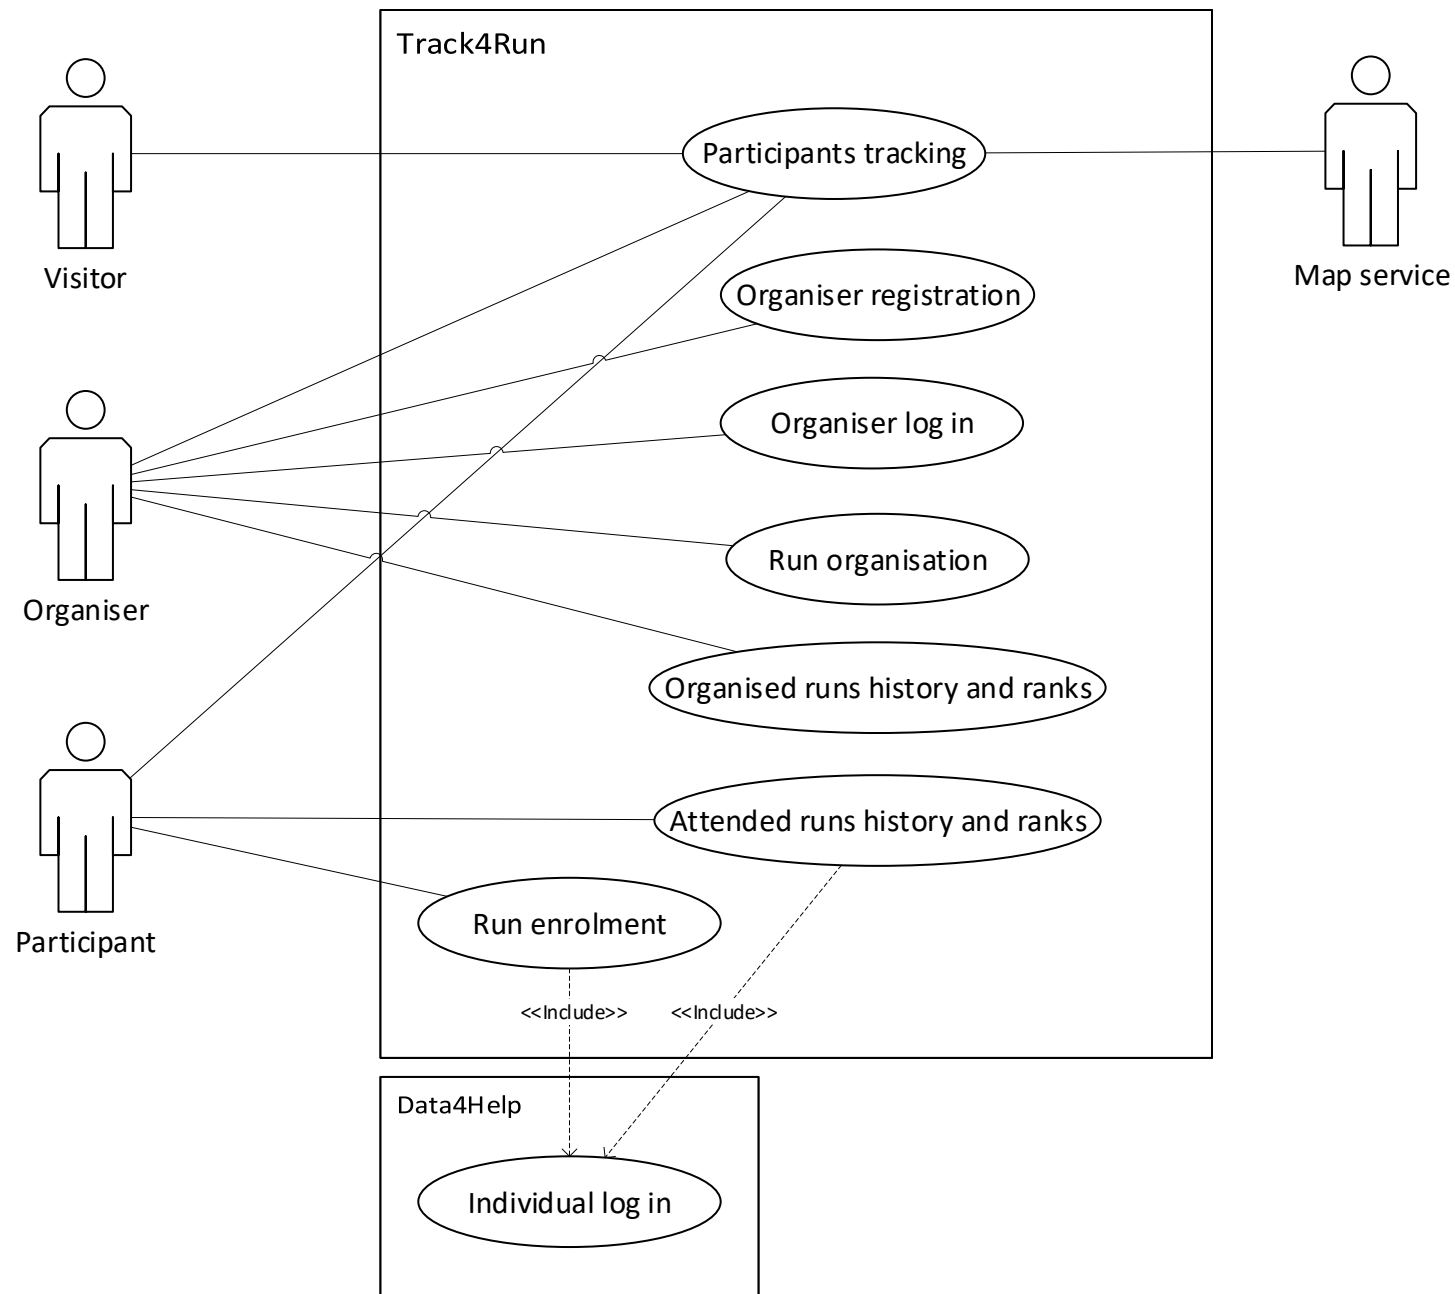 Track4Run
Participants tracking
Visitor
Map service
Organiser registration
Organiser log in
Run organisation
Organiser
Organised runs history and ranks
Attended runs history and ranks
Run enrolment
Participant
<<Include>>
<<Include>>
Data4Help
Individual log in